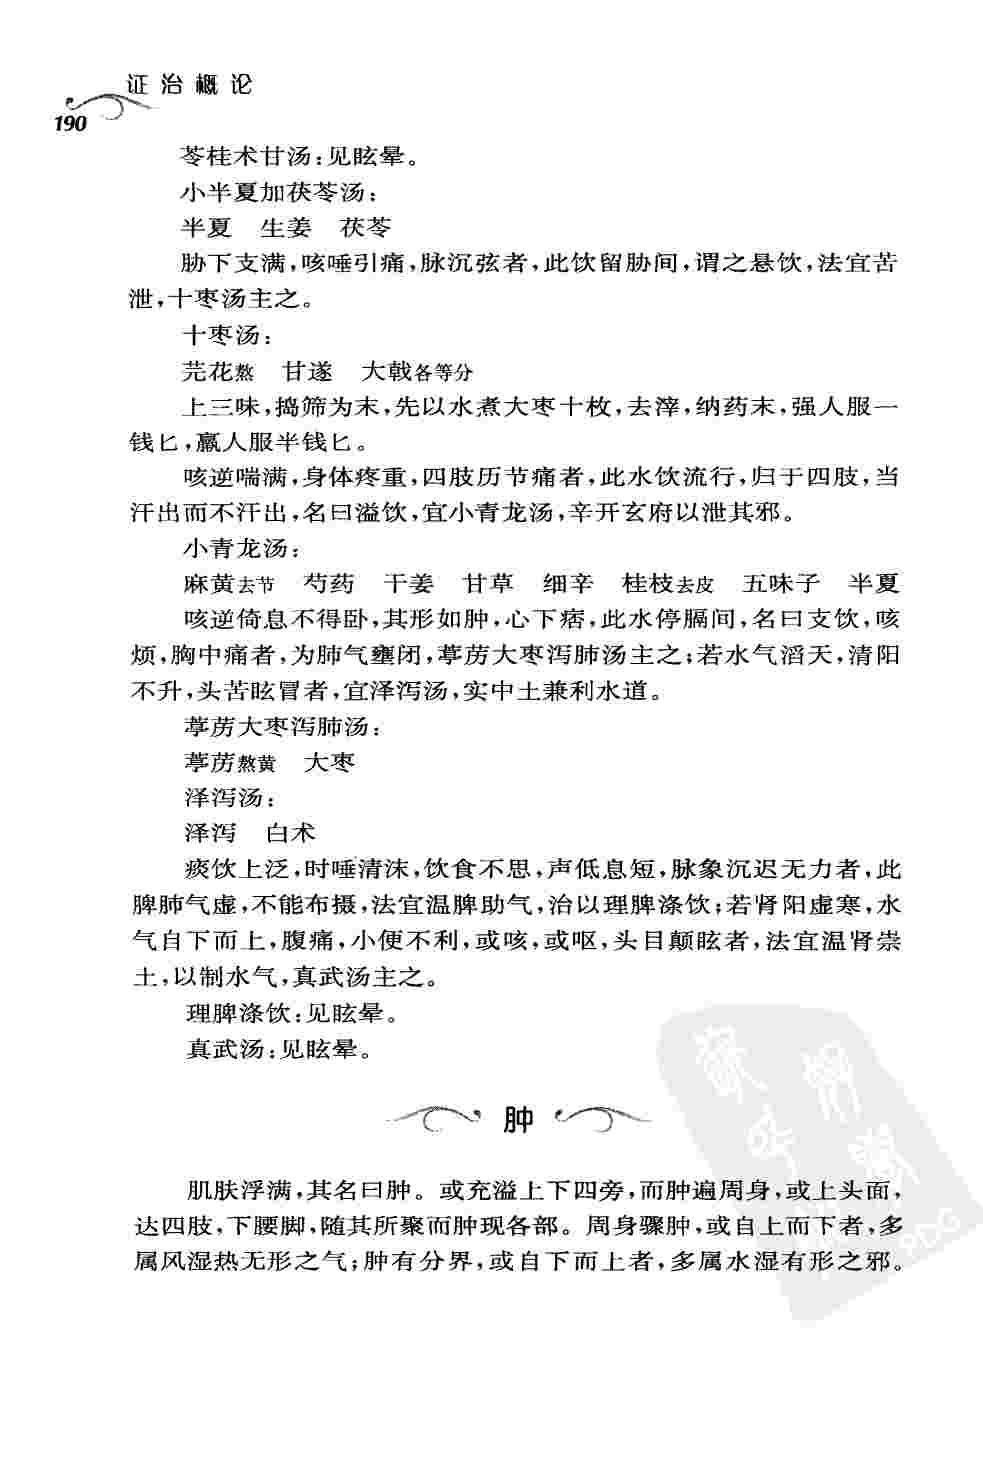 证治概论
190
苓桂术甘汤:见眩晕。
小半夏加茯苓汤:
半夏　生姜　茯苓
胁下支满,咳唾引痛,脉沉弦者,此饮留胁间,谓之悬饮,法宜苦
泄,十枣汤主之。
十枣汤:
芫花熬　甘遂　大戟各等分
上三味,捣筛为末,先以水煮大枣十枚,去滓,纳药末,强人服一
钱匕,羸人服半钱匕。
咳逆喘满,身体疼重,四肢历节痛者,此水饮流行,归于四肢,当
汗出而不汗出,名曰溢饮,宜小青龙汤,辛开玄府以泄其邪。
小青龙汤:
麻黄去节　芍药　干姜　甘草　细辛　桂枝去皮　五味子　半夏
咳逆倚息不得卧,其形如肿,心下痞,此水停膈间,名曰支饮,咳
烦,胸中痛者,为肺气壅闭,葶苈大枣泻肺汤主之;若水气滔天,清阳
不升,头苦眩冒者,宜泽泻汤,实中土兼利水道。
葶苈大枣泻肺汤:
葶苈熬黄　大枣
泽泻汤:
泽泻　白术
痰饮上泛,时唾清沫,饮食不思,声低息短,脉象沉迟无力者,此
脾肺气虚,不能布摄,法宜温脾助气,治以理脾涤饮;若肾阳虚寒,水
气自下而上,腹痛,小便不利,或咳,或呕,头目颠眩者,法宜温肾崇
土,以制水气,真武汤主之。
理脾涤饮:见眩晕。
真武汤:见眩晕。
肿
肌肤浮满,其名曰肿。或充溢上下四旁,而肿遍周身,或上头面,
达四肢,下腰脚,随其所聚而肿现各部。周身骤肿,或自上而下者,多
属风湿热无形之气;肿有分界,或自下而上者,多属水湿有形之邪。
PDG